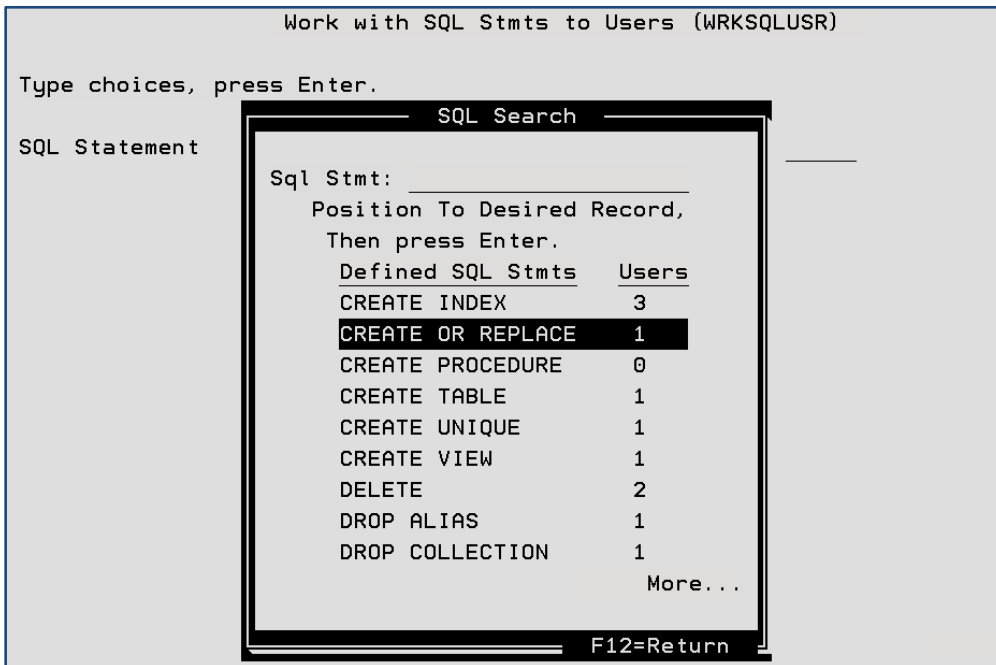 Work with SQL Stmts to Users (WRKSQLUSR)
Type choices, press Enter.
SQL Search
SQL Statement
Sql Stmt:
Position To Desired Record,
Then press Enter.
Defined SQL Stmts Users
CREATE INDEX 3
CREATE OR REPLACE 1
CREATE PROCEDURE 0
CREATE TABLE 1
CREATE UNIQUE 1
CREATE VIEW 1
DELETE 2
DROP ALIAS 1
DROP COLLECTION 1
More...
F12=Return